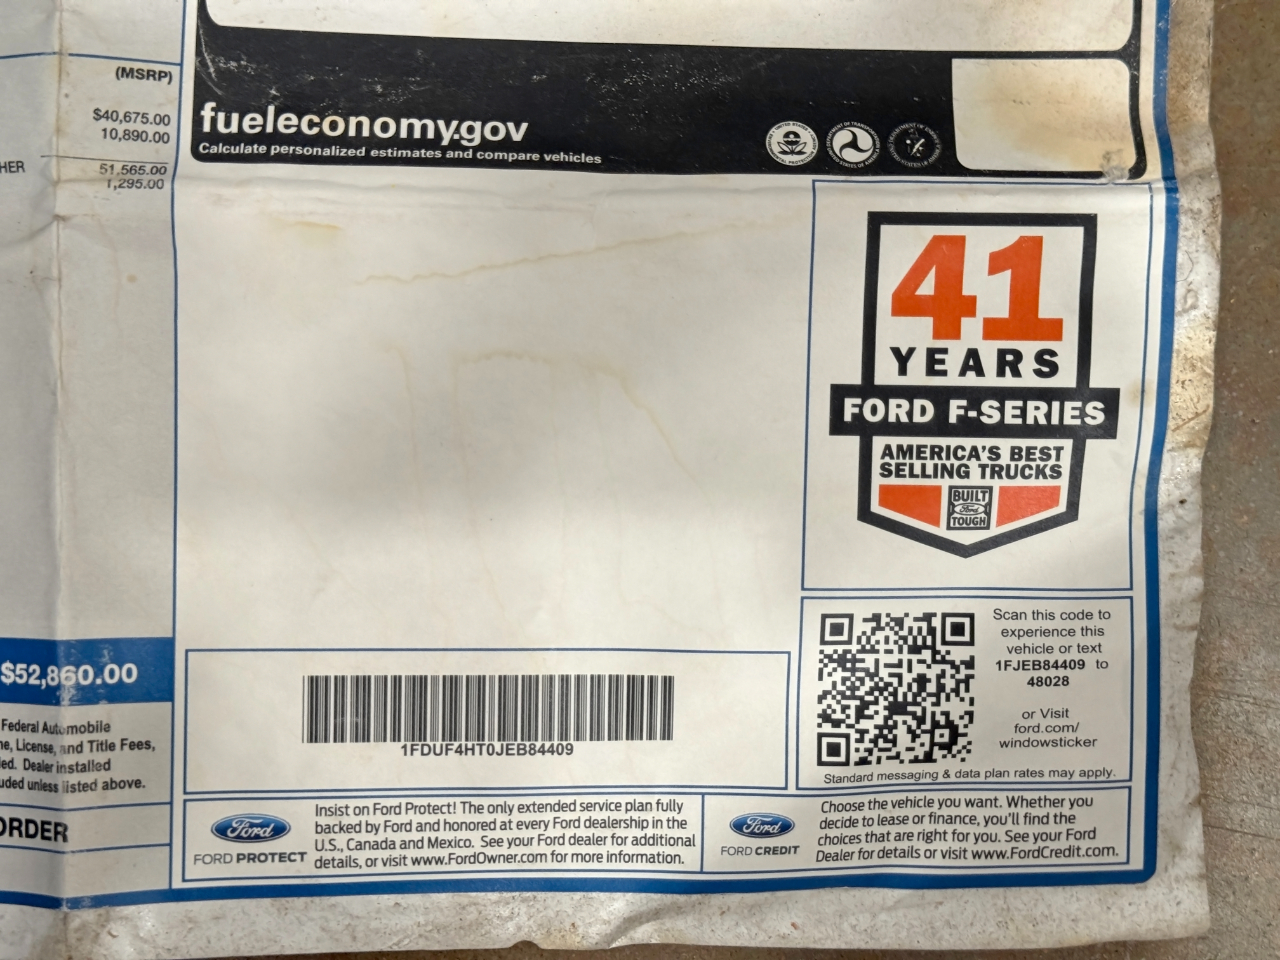 (MSRP)
$40,675.00
10,890.00
HER
51,565.00
1,295.00
$52,860.00
Federal Automobile
License, and Title Fees,
Dealer installed
unless listed above.
ORDER
fueleconomy.gov
Calculate personalized estimates and compare vehicles
41
YEARS
FORD F-SERIES
AMERICA'S BEST
SELLING TRUCKS
BUILT
Ford
TOUGH
1FDUF4HT0JEB84409
Scan this code to
experience this
vehicle or text
1FJEB84409 to
48028
or Visit
ford.com/
windowsticker
Standard messaging & data plan rates may apply.
Ford
FORD PROTECT
Insist on Ford Protect! The only extended service plan fully
backed by Ford and honored at every Ford dealership in the
U.S., Canada and Mexico. See your Ford dealer for additional
details, or visit www.FordOwner.com for more information.
Ford
FORD CREDIT
Choose the vehicle you want. Whether you
decide to lease or finance, you'll find the
choices that are right for you. See your Ford
Dealer for details or visit www.FordCredit.com.